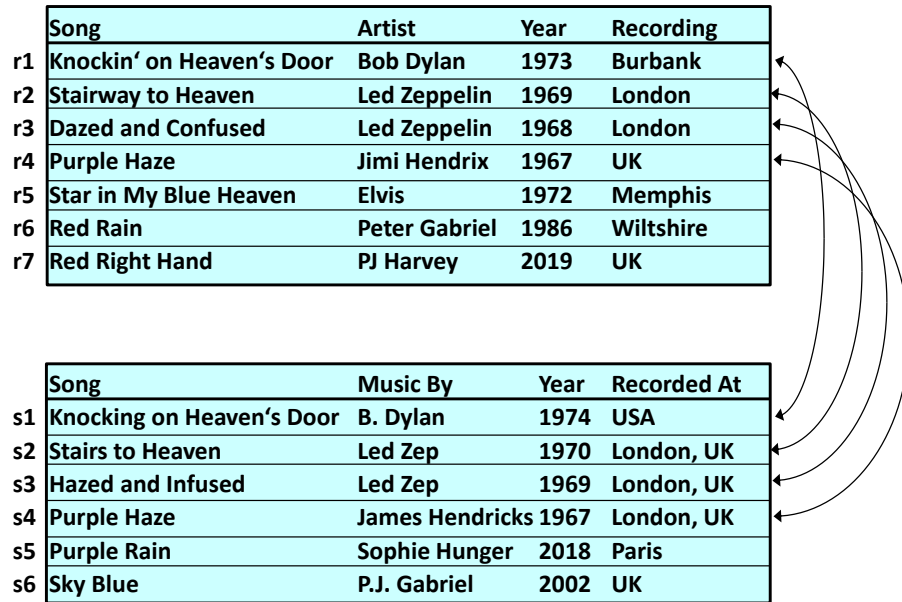 Song Artist Year Recording
r1 Knockin‘ on Heaven‘s Door Bob Dylan 1973 Burbank
r2 Stairway to Heaven Led Zeppelin 1969 London
r3 Dazed and Confused Led Zeppelin 1968 London
r4 Purple Haze Jimi Hendrix 1967 UK
r5 Star in My Blue Heaven Elvis 1972 Memphis
r6 Red Rain Peter Gabriel 1986 Wiltshire
r7 Red Right Hand PJ Harvey 2019 UK
Song Music By Year Recorded At
s1 Knocking on Heaven‘s Door B. Dylan 1974 USA
s2 Stairs to Heaven Led Zep 1970 London, UK
s3 Hazed and Infused Led Zep 1969 London, UK
s4 Purple Haze James Hendricks 1967 London, UK
s5 Purple Rain Sophie Hunger 2018 Paris
s6 Sky Blue P.J. Gabriel 2002 UK